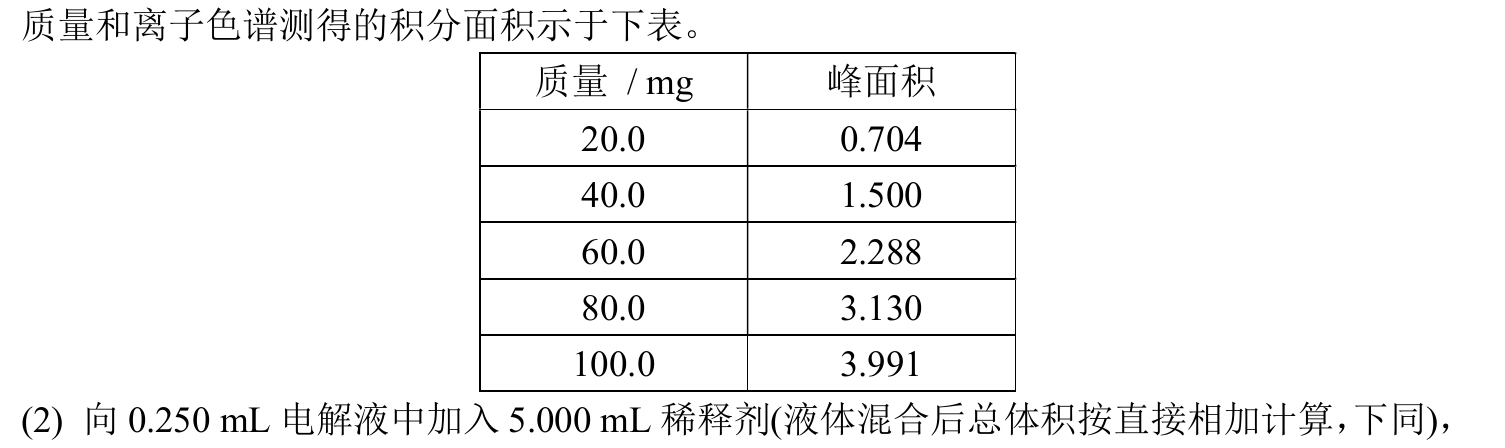 质量和离子色谱测得的积分面积示于下表。
质量 / mg 峰面积
20.0 0.704
40.0 1.500
60.0 2.288
80.0 3.130
100.0 3.991
(2) 向 0.250 mL 电解液中加入 5.000 mL 稀释剂(液体混合后总体积按直接相加计算,下同),